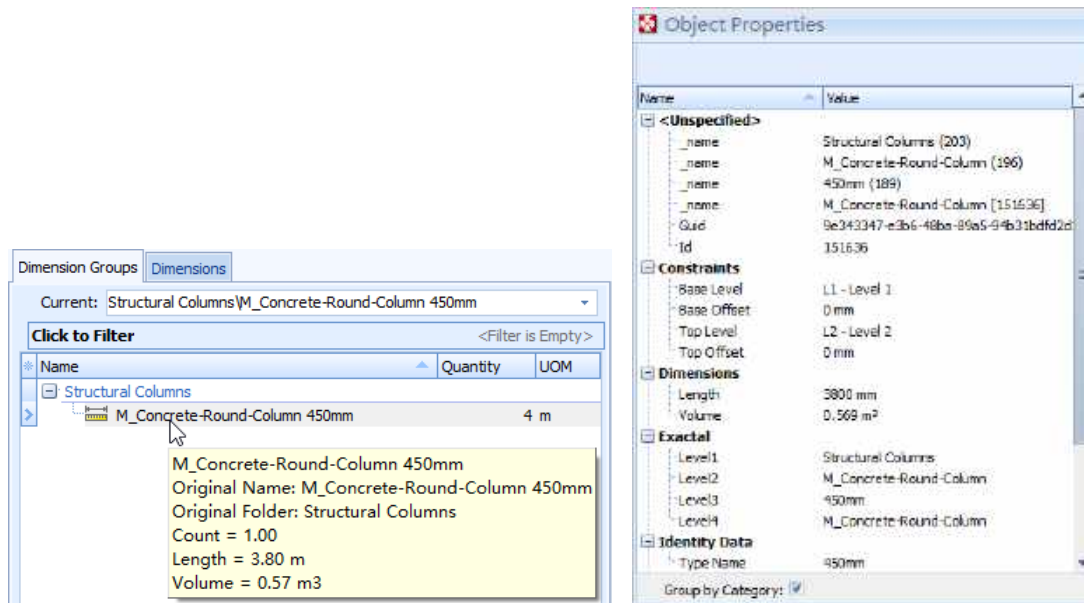 Dimension Groups Dimensions
Current: Structural Columns\M_Concrete-Round-Column 450mm
Click to Filter <Filter is Empty>
Name Quantity UOM
Structural Columns
M_Concrete-Round-Column 450mm 4 m
M_Concrete-Round-Column 450mm
Original Name: M_Concrete-Round-Column 450mm
Original Folder: Structural Columns
Count = 1.00
Length = 3.80 m
Volume = 0.57 m3
Object Properties
Name Value
<Unspecified>
_name Structural Columns (203)
_name M_Concrete-Round-Column (196)
_name 450mm (189)
_name M_Concrete-Round-Column [151636]
Guid 9e343347-e3b6-48ba-89a5-94b31bdfd2d
Id 151636
Constraints
Base Level L1 - Level 1
Base Offset 0 mm
Top Level L2 - Level 2
Top Offset 0 mm
Dimensions
Length 3800 mm
Volume 0.569 m³
Exactal
Level1 Structural Columns
Level2 M_Concrete-Round-Column
Level3 450mm
Level4 M_Concrete-Round-Column
Identity Data
Type Name 450mm
Group by Category: